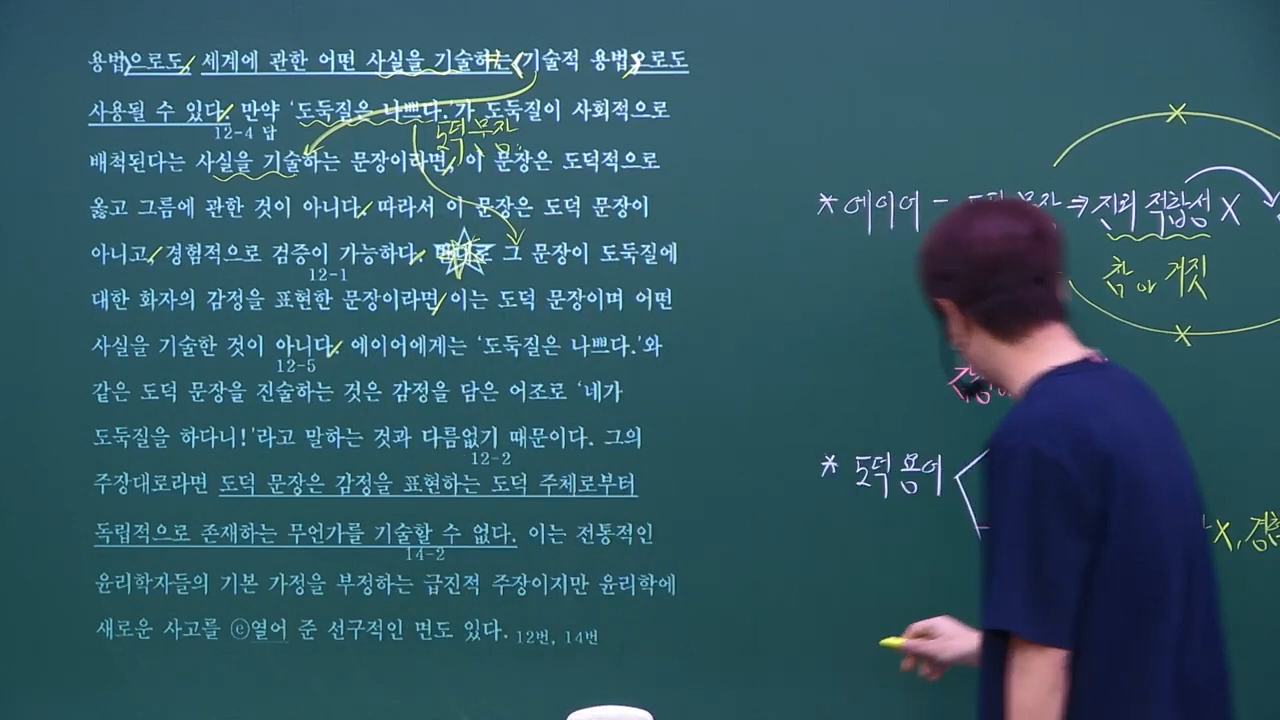 용법으로도, 세계에 관한 어떤 사실을 기술하는 기술적 용법으로도
사용될 수 있다. 만약 '도둑질은 나쁘다.'가 도둑질이 사회적으로
12-4 답
도덕 문장
배척된다는 사실을 기술하는 문장이라면, 이 문장은 도덕적으로
옳고 그름에 관한 것이 아니다. 따라서 이 문장은 도덕 문장이
아니고, 경험적으로 검증이 가능하다. 반대로 그 문장이 도둑질에
12-1
대한 화자의 감정을 표현한 문장이라면 이는 도덕 문장이며 어떤
사실을 기술한 것이 아니다. 에이어에게는 '도둑질은 나쁘다.'와
12-5
같은 도덕 문장을 진술하는 것은 감정을 담은 어조로 '네가
도둑질을 하다니!'라고 말하는 것과 다름없기 때문이다. 그의
12-2
주장대로라면 도덕 문장은 감정을 표현하는 도덕 주체로부터
독립적으로 존재하는 무언가를 기술할 수 없다. 이는 전통적인
14-2
윤리학자들의 기본 가정을 부정하는 급진적 주장이지만 윤리학에
새로운 사고를 ⓔ열어 준 선구적인 면도 있다. 12번, 14번
* 에이어 - ⇒ 진위 적합성 X
참 or 거짓
* 도덕 용어
X, 경